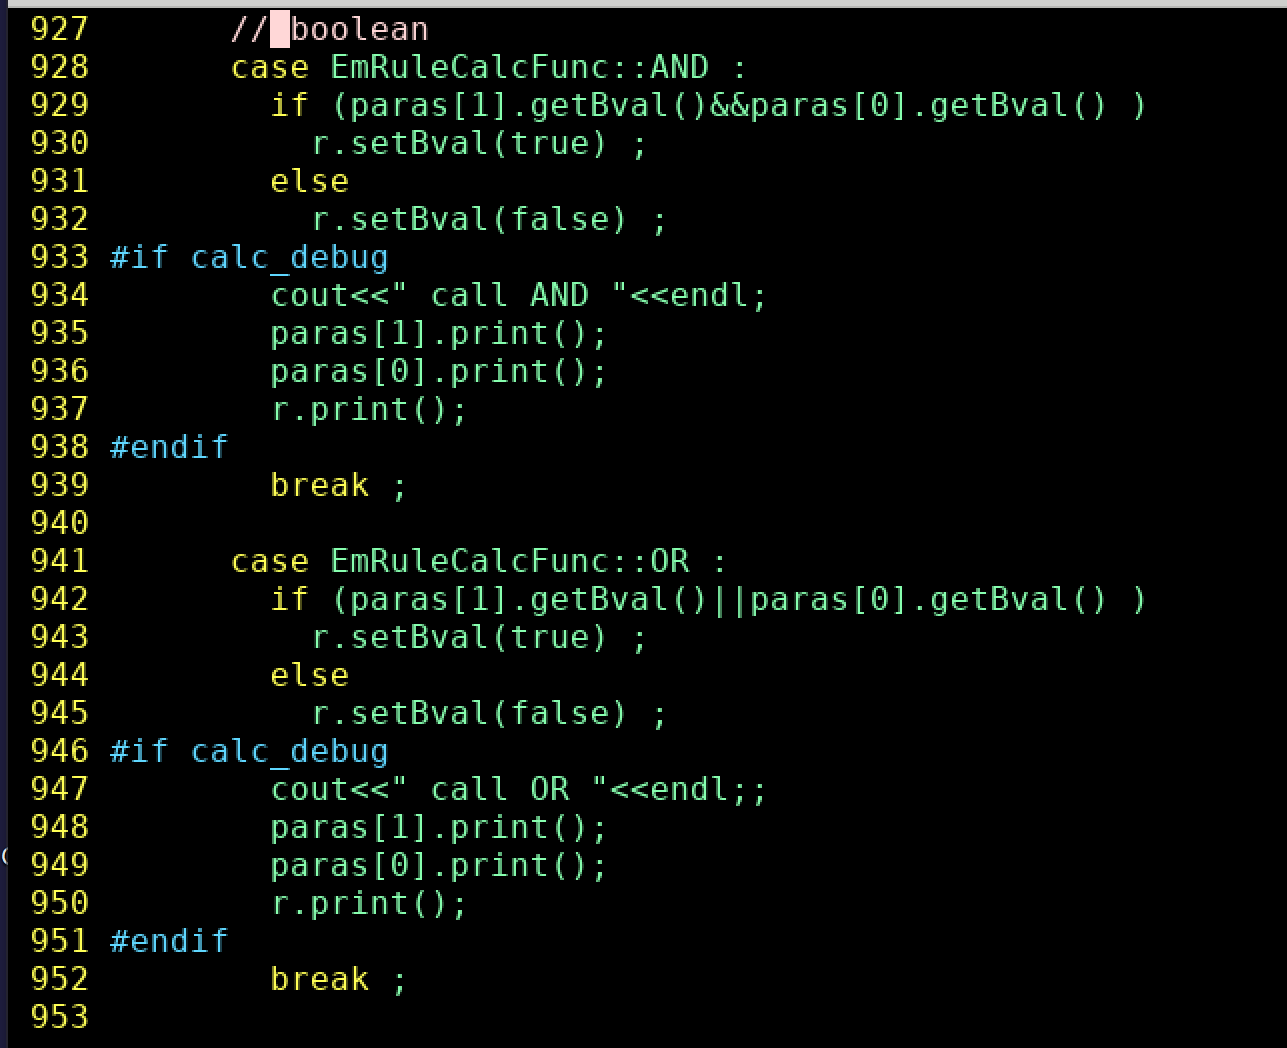 927       // boolean
928       case EmRuleCalcFunc::AND :
929         if (paras[1].getBval()&&paras[0].getBval() )
930           r.setBval(true) ;
931         else
932           r.setBval(false) ;
933 #if calc_debug
934         cout<<" call AND "<<endl;
935         paras[1].print();
936         paras[0].print();
937         r.print();
938 #endif
939         break ;
940
941       case EmRuleCalcFunc::OR :
942         if (paras[1].getBval()||paras[0].getBval() )
943           r.setBval(true) ;
944         else
945           r.setBval(false) ;
946 #if calc_debug
947         cout<<" call OR "<<endl;;
948         paras[1].print();
949         paras[0].print();
950         r.print();
951 #endif
952         break ;
953